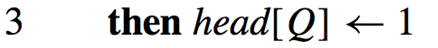 3 then head[Q] ← 1